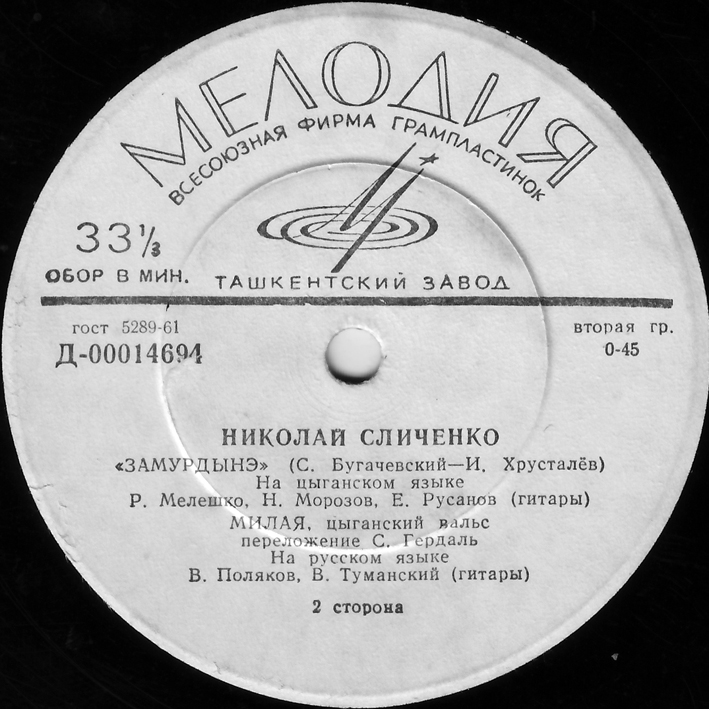 МЕЛОДИЯ
ВСЕСОЮЗНАЯ ФИРМА ГРАМПЛАСТИНОК
33⅓
ОБОР В МИН. ТАШКЕНТСКИЙ ЗАВОД
гост 5289-61
вторая гр.
Д-00014694
0-45
НИКОЛАЙ СЛИЧЕНКО
«ЗАМУРДЫНЭ» (С. Бугачевский—И. Хрусталёв)
На цыганском языке
Р. Мелешко, Н. Морозов, Е. Русанов (гитары)
МИЛАЯ, цыганский вальс
переложение С. Гердаль
На русском языке
В. Поляков, В. Туманский (гитары)
2 сторона